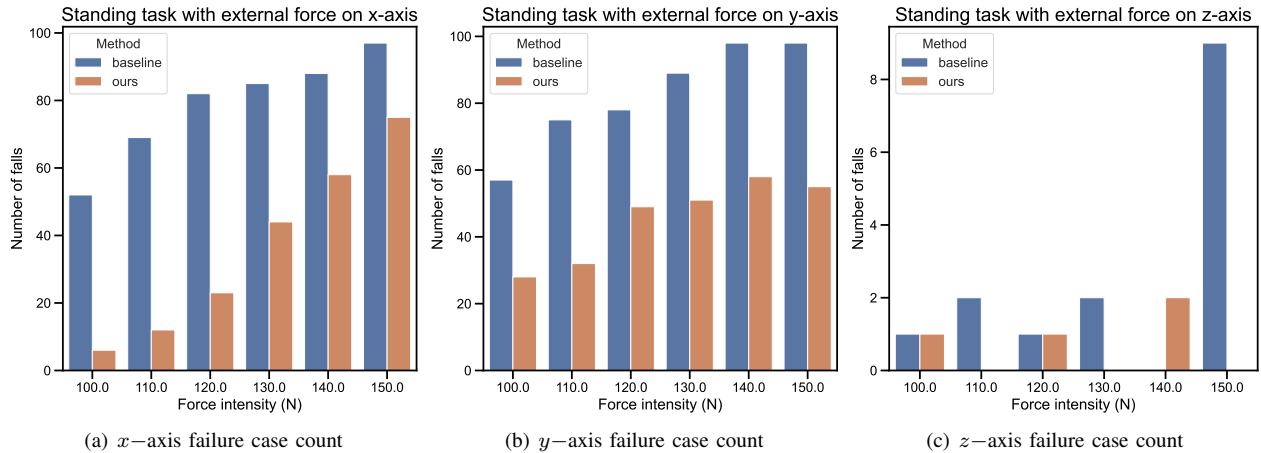 Standing task with external force on x-axis
Method
baseline
ours
Number of falls
100
80
60
40
20
0
100.0 110.0 120.0 130.0 140.0 150.0
Force intensity (N)
(a) x−axis failure case count
Standing task with external force on y-axis
Method
baseline
ours
Number of falls
100
80
60
40
20
0
100.0 110.0 120.0 130.0 140.0 150.0
Force intensity (N)
(b) y−axis failure case count
Standing task with external force on z-axis
Method
baseline
ours
Number of falls
8
6
4
2
0
100.0 110.0 120.0 130.0 140.0 150.0
Force intensity (N)
(c) z−axis failure case count